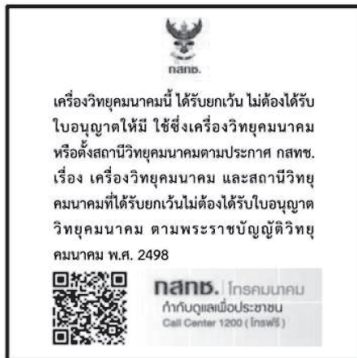 กสทช.
เครื่องวิทยุคมนาคมนี้ ได้รับยกเว้น ไม่ต้องได้รับ
ใบอนุญาตให้มี ใช้ซึ่งเครื่องวิทยุคมนาคม
หรือตั้งสถานีวิทยุคมนาคมตามประกาศ กสทช.
เรื่อง เครื่องวิทยุคมนาคม และสถานีวิทยุ
คมนาคมที่ได้รับยกเว้นไม่ต้องได้รับใบอนุญาต
วิทยุคมนาคม ตามพระราชบัญญัติวิทยุ
คมนาคม พ.ศ. 2498
กสทช. | โทรคมนาคม
กำกับดูแลเพื่อประชาชน
Call Center 1200 ( โทรฟรี )